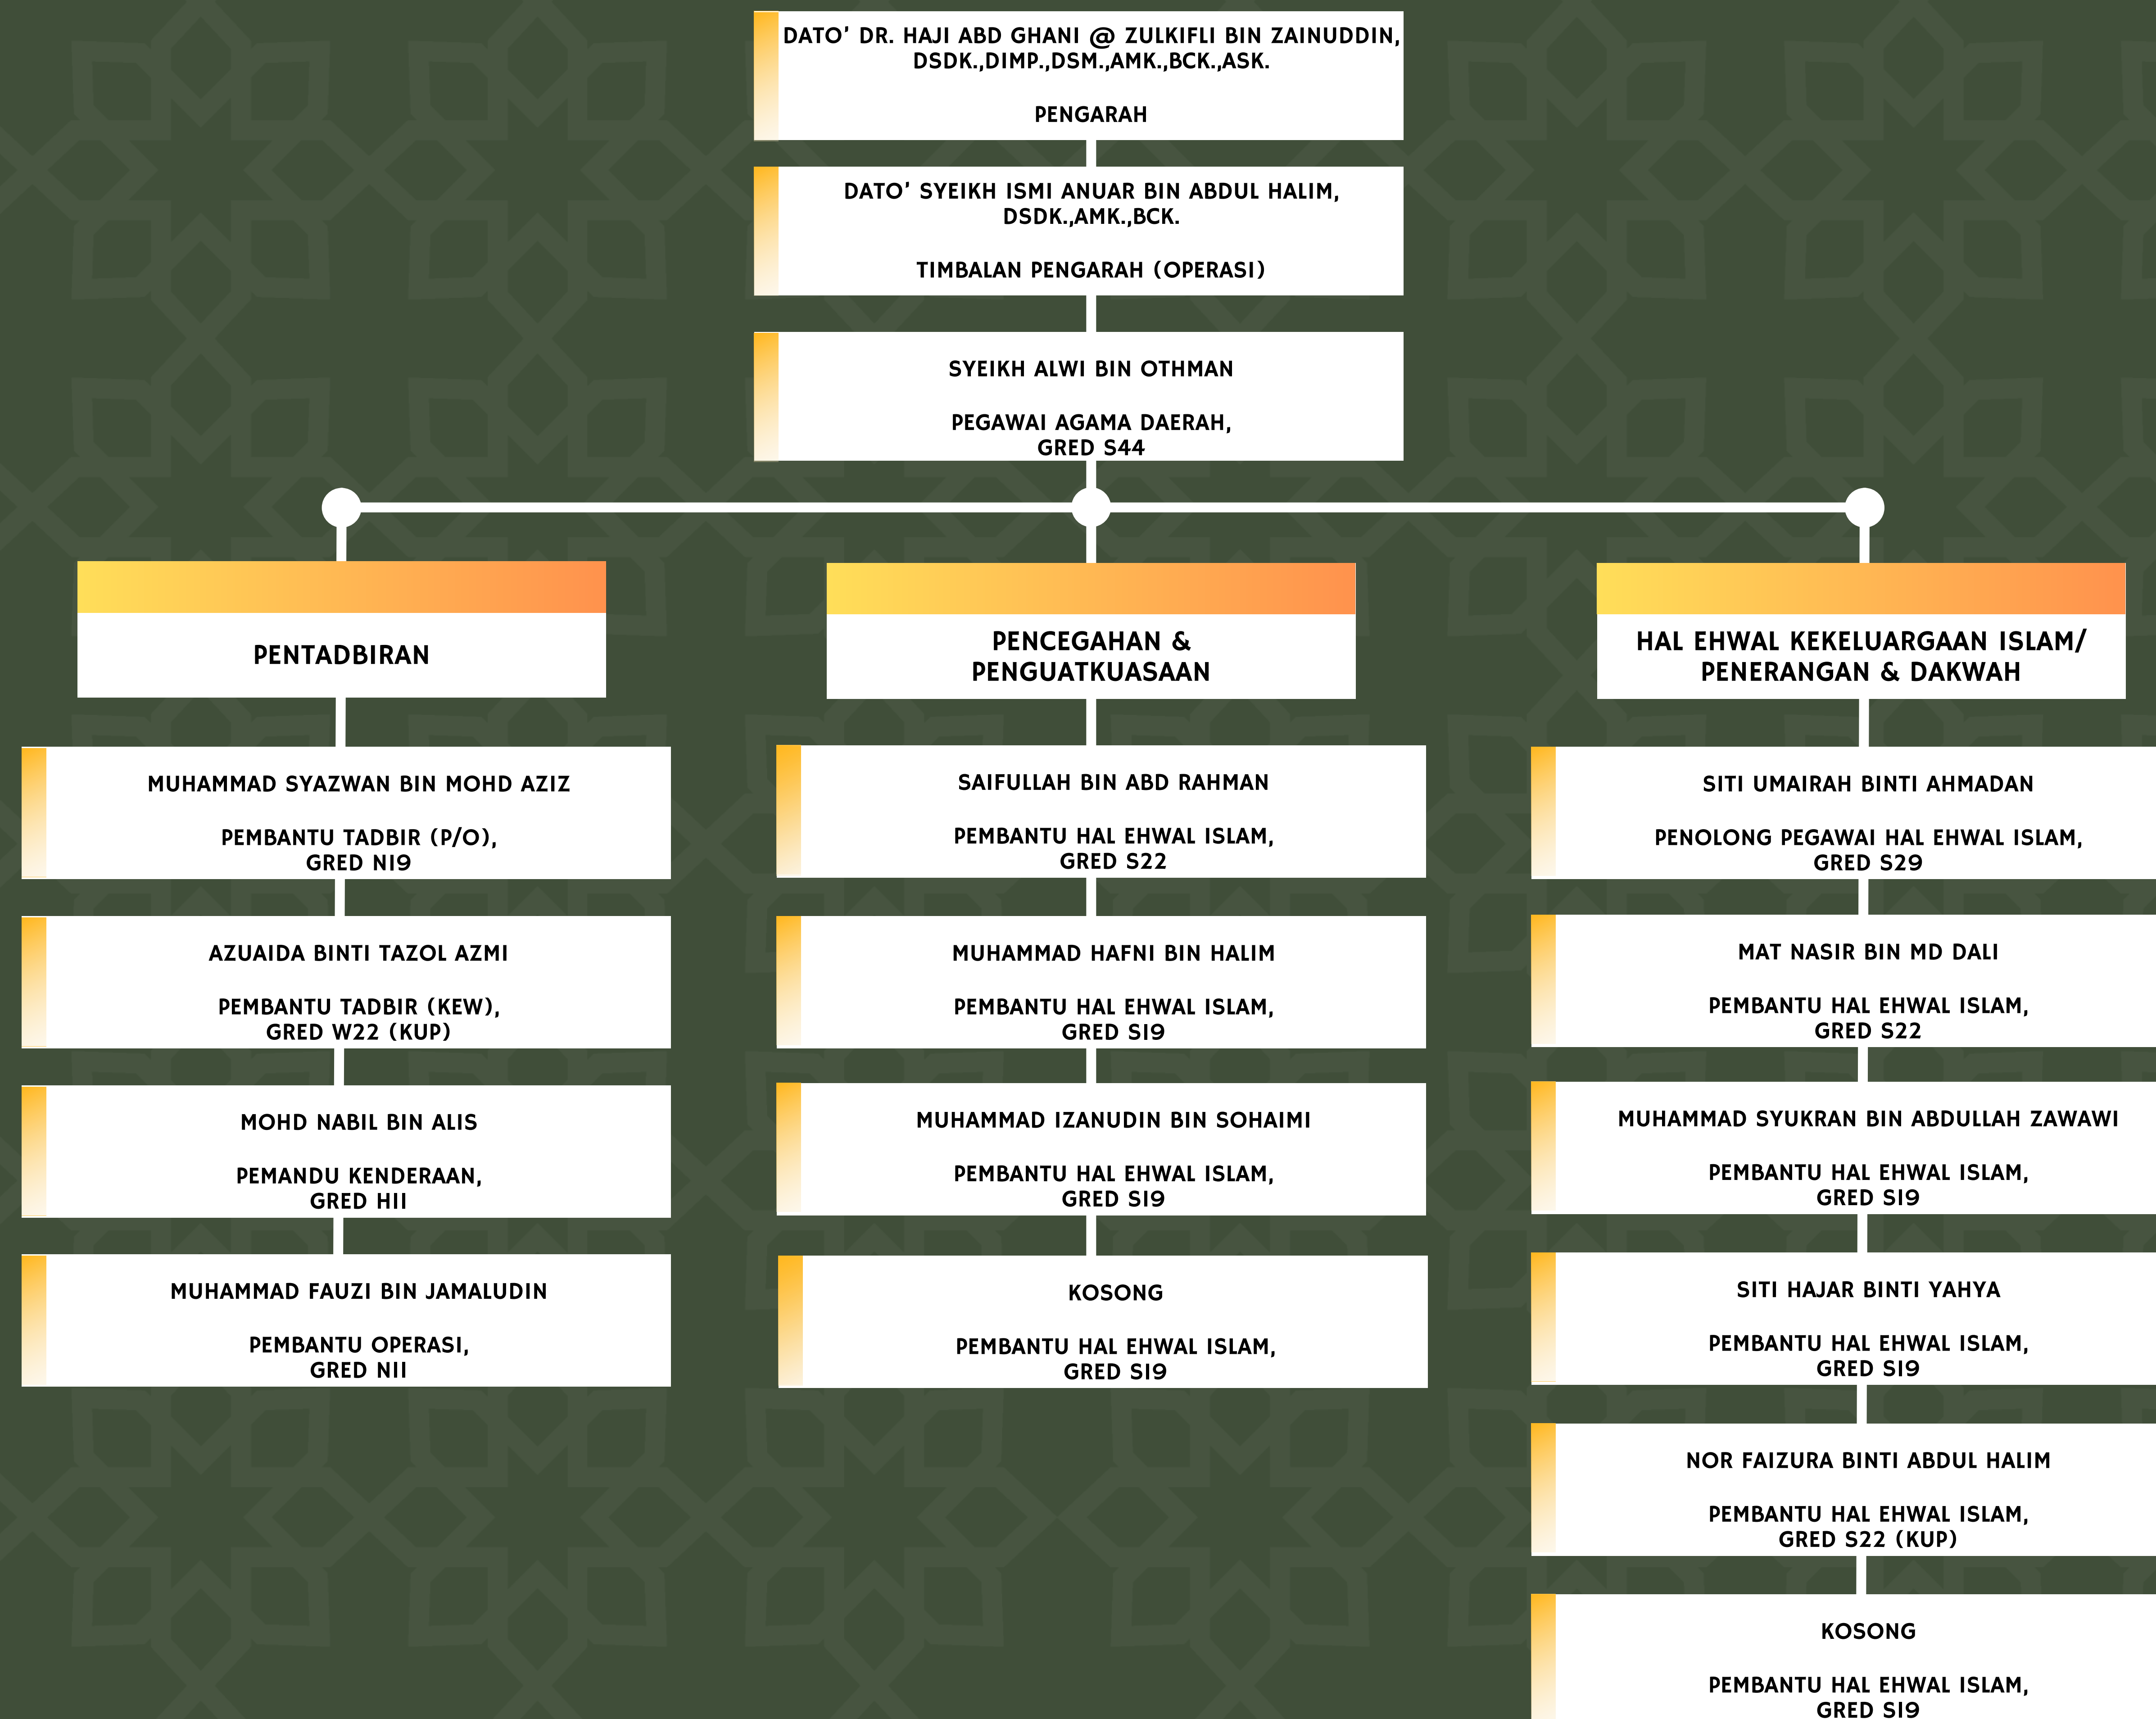 DATO' DR. HAJI ABD GHANI @ ZULKIFLI BIN ZAINUDDIN,
DSDK.,DIMP.,DSM.,AMK.,BCK.,ASK.
PENGARAH
DATO' SYEIKH ISMI ANUAR BIN ABDUL HALIM,
DSDK.,AMK.,BCK.
TIMBALAN PENGARAH (OPERASI)
SYEIKH ALWI BIN OTHMAN
PEGAWAI AGAMA DAERAH,
GRED S44
PENTADBIRAN
MUHAMMAD SYAZWAN BIN MOHD AZIZ
PEMBANTU TADBIR (P/O),
GRED N19
AZUAIDA BINTI TAZOL AZMI
PEMBANTU TADBIR (KEW),
GRED W22 (KUP)
MOHD NABIL BIN ALIS
PEMANDU KENDERAAN,
GRED H11
MUHAMMAD FAUZI BIN JAMALUDIN
PEMBANTU OPERASI,
GRED N11
PENCEGAHAN &
PENGUATKUASAAN
SAIFULLAH BIN ABD RAHMAN
PEMBANTU HAL EHWAL ISLAM,
GRED S22
MUHAMMAD HAFNI BIN HALIM
PEMBANTU HAL EHWAL ISLAM,
GRED S19
MUHAMMAD IZANUDIN BIN SOHAIMI
PEMBANTU HAL EHWAL ISLAM,
GRED S19
KOSONG
PEMBANTU HAL EHWAL ISLAM,
GRED S19
HAL EHWAL KEKELUARGAAN ISLAM/
PENERANGAN & DAKWAH
SITI UMAIRAH BINTI AHMADAN
PENOLONG PEGAWAI HAL EHWAL ISLAM,
GRED S29
MAT NASIR BIN MD DALI
PEMBANTU HAL EHWAL ISLAM,
GRED S22
MUHAMMAD SYUKRAN BIN ABDULLAH ZAWAWI
PEMBANTU HAL EHWAL ISLAM,
GRED S19
SITI HAJAR BINTI YAHYA
PEMBANTU HAL EHWAL ISLAM,
GRED S19
NOR FAIZURA BINTI ABDUL HALIM
PEMBANTU HAL EHWAL ISLAM,
GRED S22 (KUP)
KOSONG
PEMBANTU HAL EHWAL ISLAM,
GRED S19